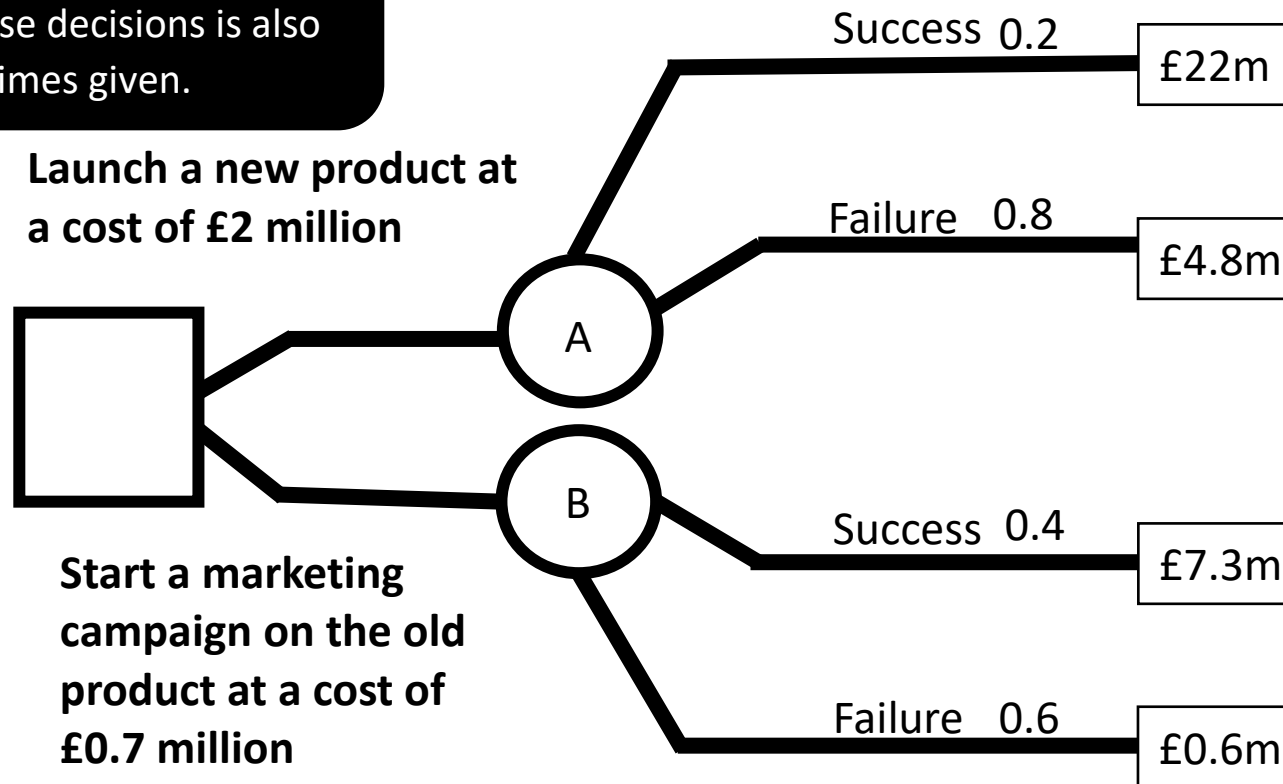 se decisions is also
imes given.
Launch a new product at
a cost of £2 million
Success 0.2
£22m
Failure 0.8
£4.8m
A
B
Success 0.4
£7.3m
Start a marketing
campaign on the old
product at a cost of
£0.7 million
Failure 0.6
£0.6m